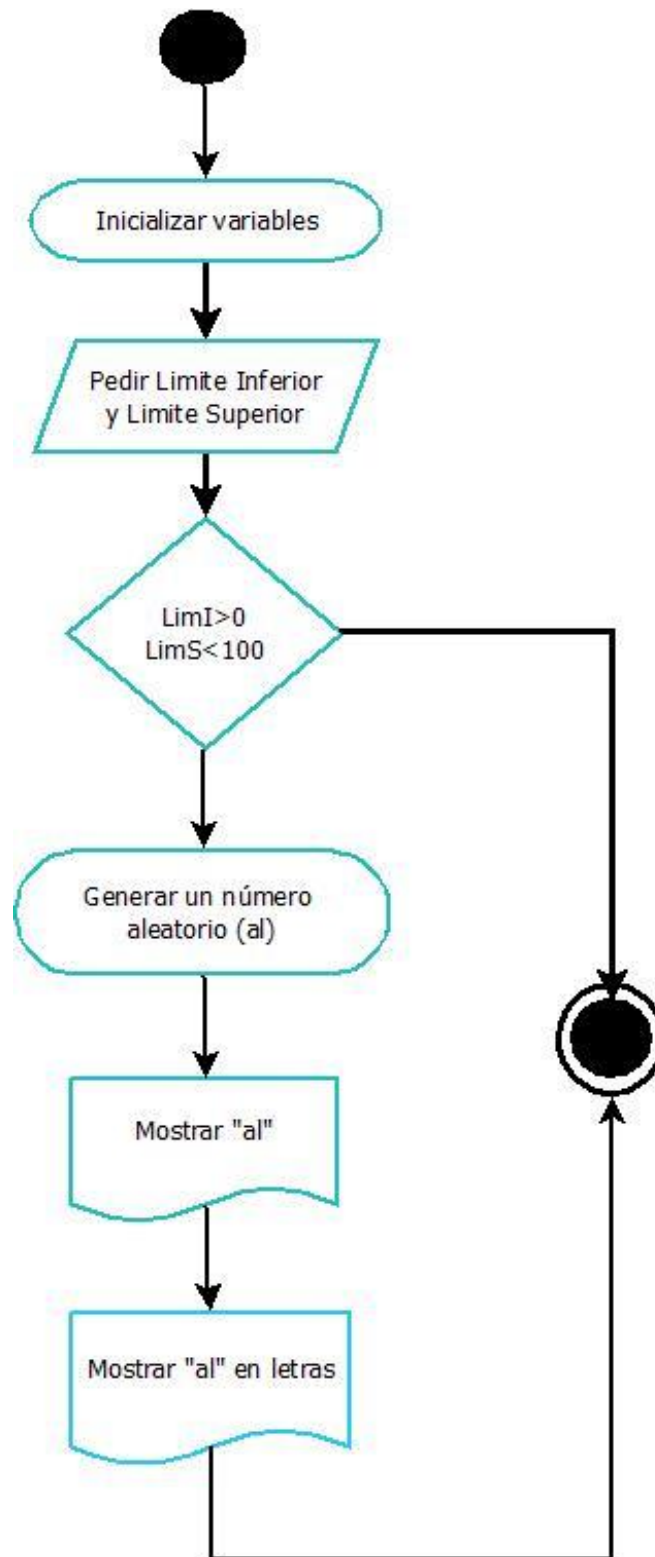 Inicializar variables
Pedir Limite Inferior
y Limite Superior
LimI>0
LimS<100
Generar un número
aleatorio (al)
Mostrar "al"
Mostrar "al" en letras